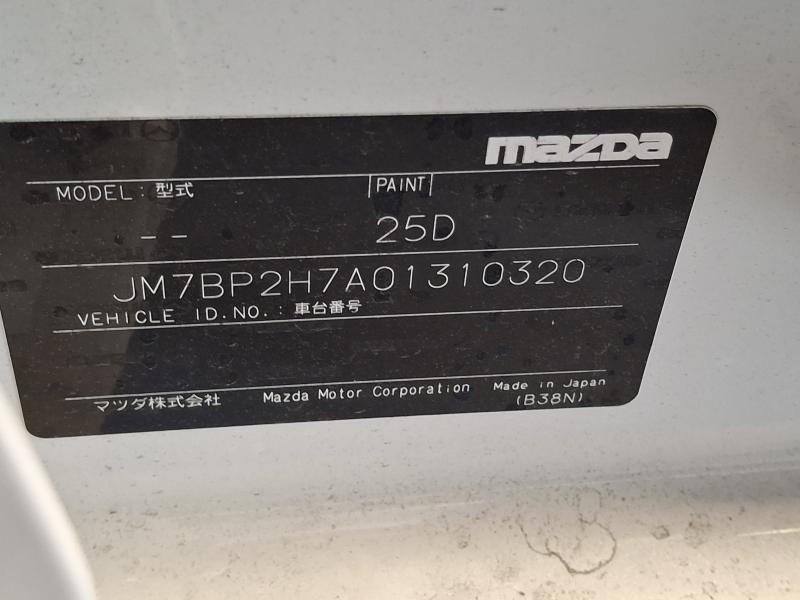 mazda
MODEL: 型式 PAINT
-- 25D
JM7BP2H7A01310320
VEHICLE ID.NO.: 車台番号
マツダ株式会社 Mazda Motor Corporation Made in Japan
(B38N)